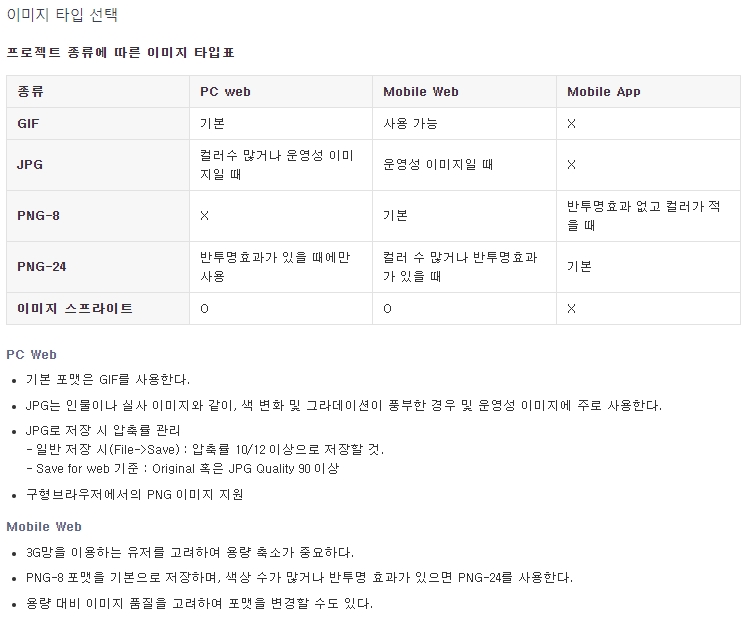 이미지 타입 선택
프로젝트 종류에 따른 이미지 타입표
종류 PC web Mobile Web Mobile App
GIF 기본 사용 가능 X
JPG 컬러수 많거나 운영성 이미지일 때 운영성 이미지일 때 X
PNG-8 X 기본 반투명효과 없고 컬러가 적을 때
PNG-24 반투명효과가 있을 때에만 사용 컬러 수 많거나 반투명효과가 있을 때 기본
이미지 스프라이트 O O X
PC Web
• 기본 포맷은 GIF를 사용한다.
• JPG는 인물이나 실사 이미지와 같이, 색 변화 및 그라데이션이 풍부한 경우 및 운영성 이미지에 주로 사용한다.
• JPG로 저장 시 압축률 관리
- 일반 저장 시(File->Save) : 압축률 10/12 이상으로 저장할 것.
- Save for web 기준 : Original 혹은 JPG Quality 90 이상
• 구형브라우저에서의 PNG 이미지 지원
Mobile Web
• 3G망을 이용하는 유저를 고려하여 용량 축소가 중요하다.
• PNG-8 포맷을 기본으로 저장하며, 색상 수가 많거나 반투명 효과가 있으면 PNG-24를 사용한다.
• 용량 대비 이미지 품질을 고려하여 포맷을 변경할 수도 있다.